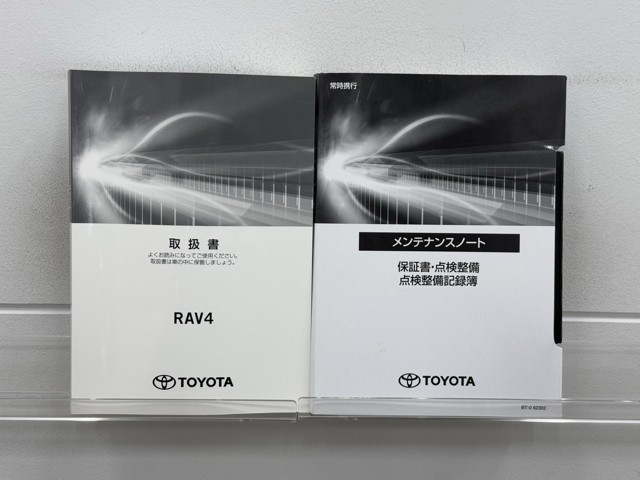 取扱書
よくお読みになってご使用ください。
取扱書は車の中に保管しましょう。
RAV4
TOYOTA
常時携行
メンテナンスノート
保証書・点検整備
点検整備記録簿
TOYOTA